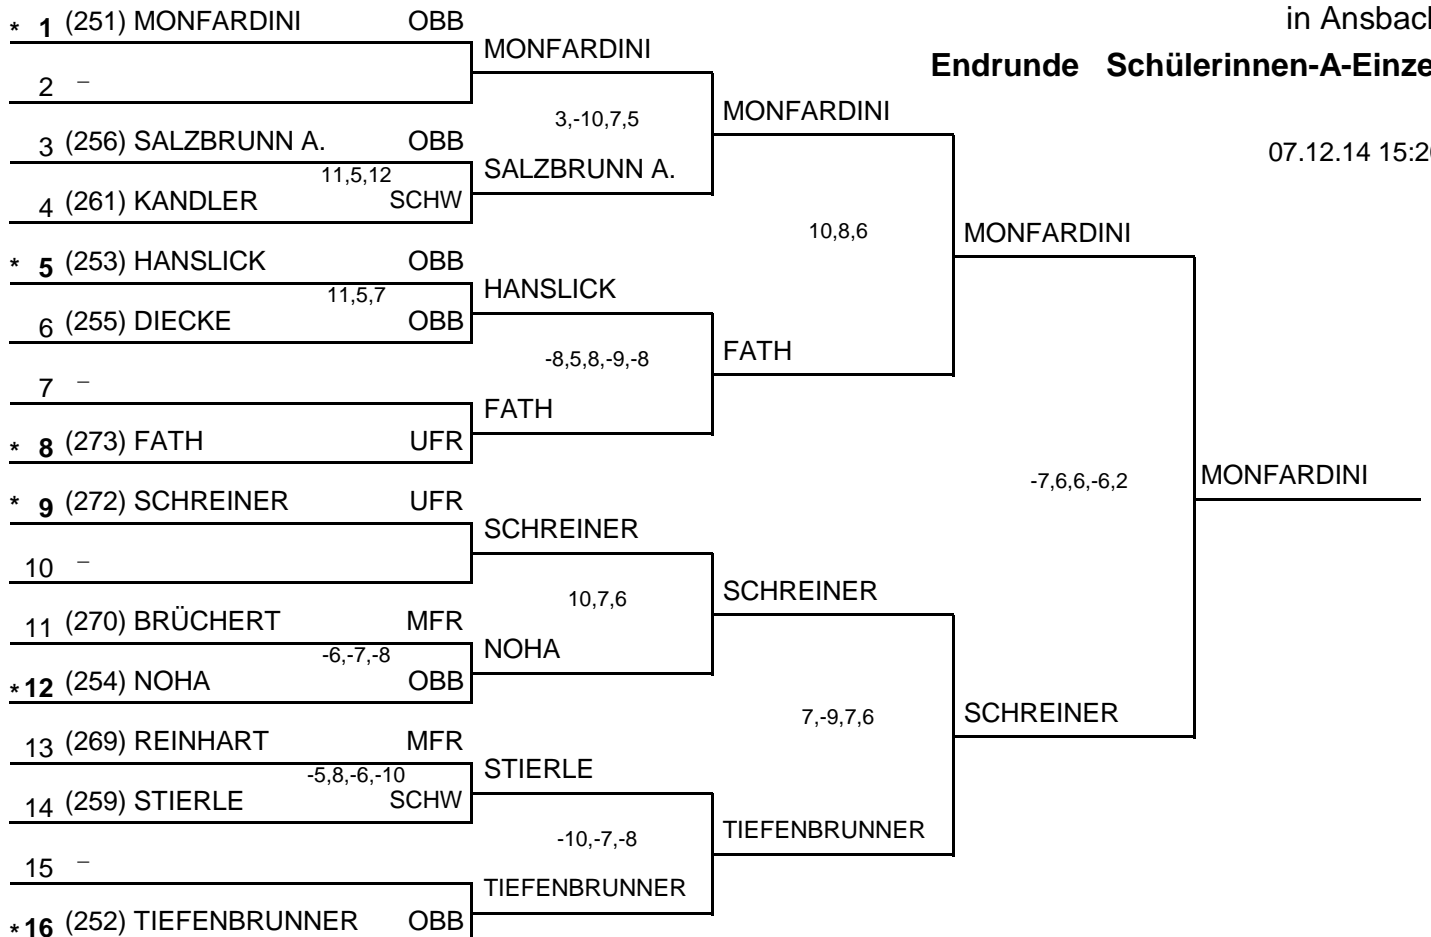 in Ansbach
Endrunde Schülerinnen-A-Einze
07.12.14 15:20
* 1 (251) MONFARDINI OBB
MONFARDINI
2 –
3,-10,7,5
MONFARDINI
3 (256) SALZBRUNN A. OBB
11,5,12
SALZBRUNN A.
4 (261) KANDLER SCHW
10,8,6
MONFARDINI
* 5 (253) HANSLICK OBB
11,5,7
HANSLICK
6 (255) DIECKE OBB
-8,5,8,-9,-8
FATH
7 –
FATH
* 8 (273) FATH UFR
-7,6,6,-6,2
MONFARDINI
* 9 (272) SCHREINER UFR
SCHREINER
10 –
10,7,6
SCHREINER
11 (270) BRÜCHERT MFR
-6,-7,-8
NOHA
* 12 (254) NOHA OBB
7,-9,7,6
SCHREINER
13 (269) REINHART MFR
-5,8,-6,-10
STIERLE
14 (259) STIERLE SCHW
-10,-7,-8
TIEFENBRUNNER
15 –
TIEFENBRUNNER
* 16 (252) TIEFENBRUNNER OBB